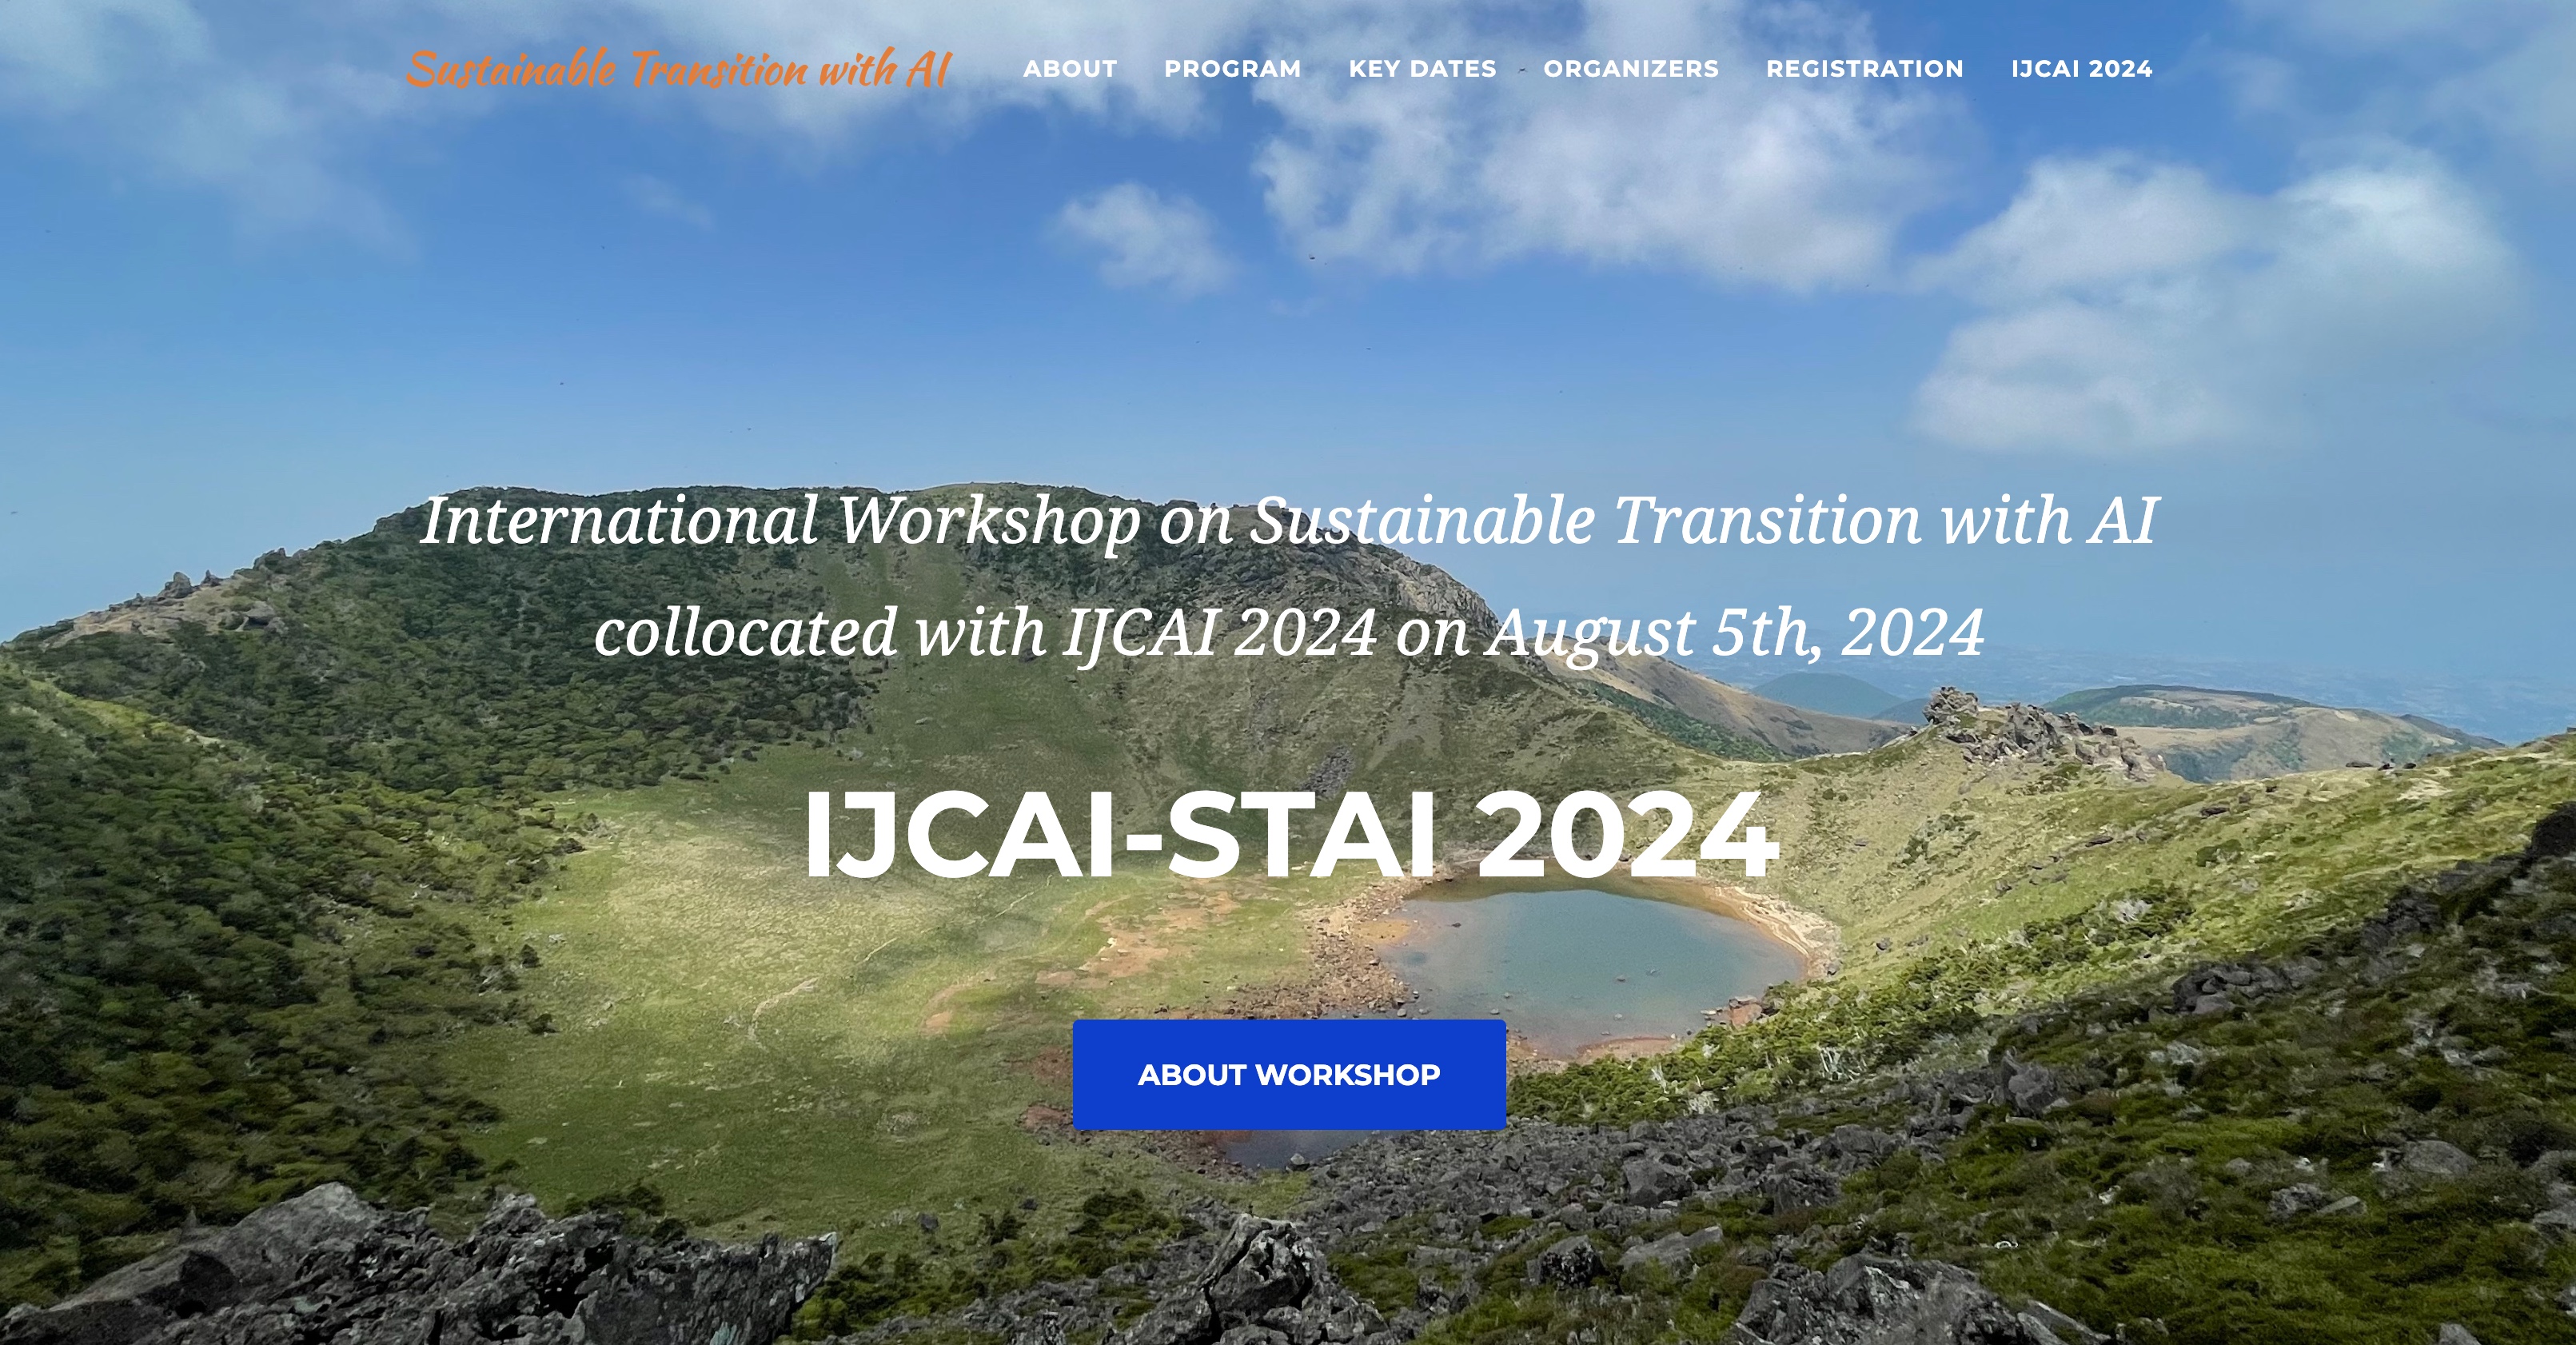 Sustainable Transition with AI
ABOUT PROGRAM KEY DATES ORGANIZERS REGISTRATION IJCAI 2024
International Workshop on Sustainable Transition with AI
collocated with IJCAI 2024 on August 5th, 2024
IJCAI-STAI 2024
ABOUT WORKSHOP